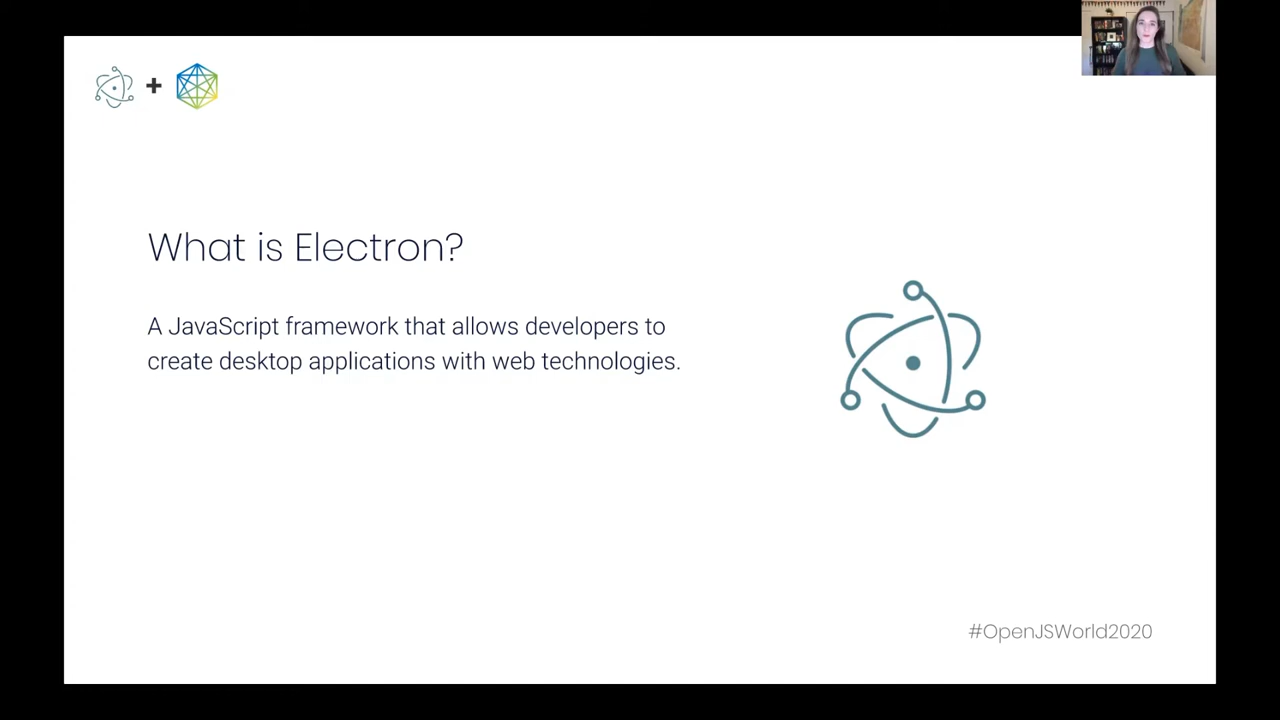 What is Electron?
A JavaScript framework that allows developers to
create desktop applications with web technologies.
#OpenJSWorld2020